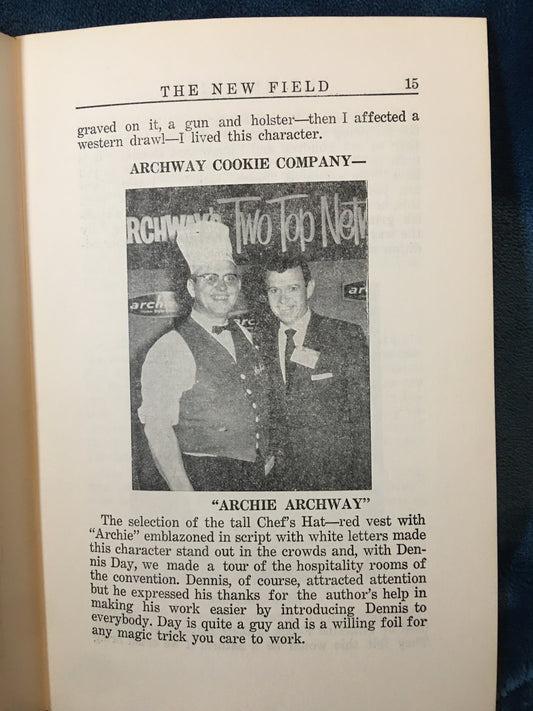 THE NEW FIELD 15
graved on it, a gun and holster—then I affected a
western drawl—I lived this character.
ARCHWAY COOKIE COMPANY—
RCHWAY'S Two Top Netw
arch
arc
arc
"ARCHIE ARCHWAY"
The selection of the tall Chef's Hat—red vest with
"Archie" emblazoned in script with white letters made
this character stand out in the crowds and, with Den-
nis Day, we made a tour of the hospitality rooms of
the convention. Dennis, of course, attracted attention
but he expressed his thanks for the author's help in
making his work easier by introducing Dennis to
everybody. Day is quite a guy and is a willing foil for
any magic trick you care to work.